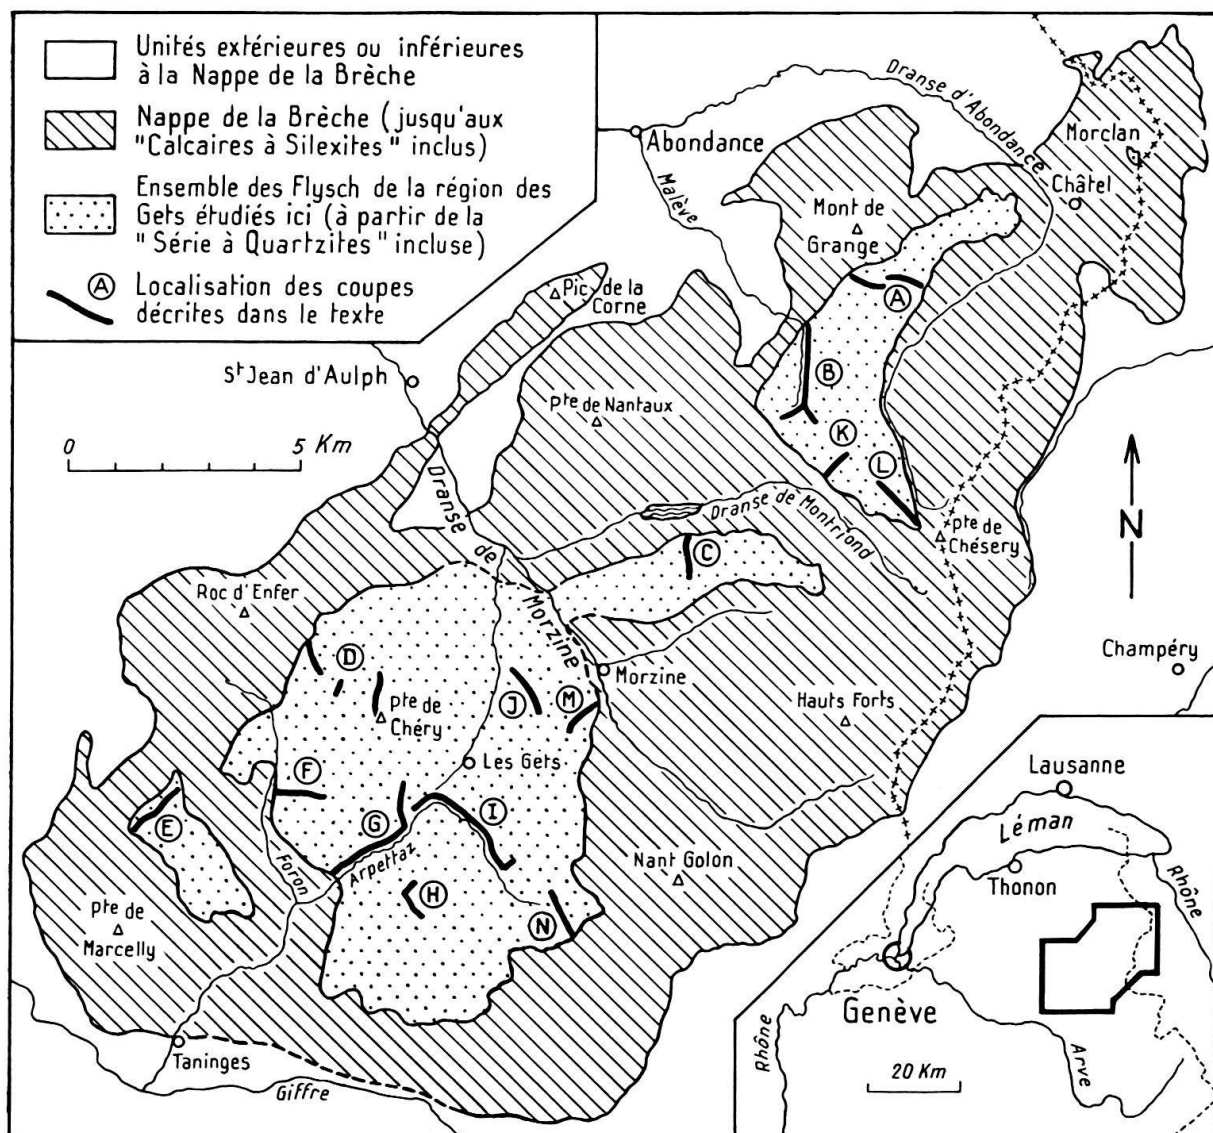 Unités extérieures ou inférieures
à la Nappe de la Brèche
Nappe de la Brèche (jusqu'aux
"Calcaires à Silexites" inclus)
Ensemble des Flysch de la région des
Gets étudiés ici (à partir de la
"Série à Quartzites" incluse)
A Localisation des coupes
décrites dans le texte
Dranse d'Abondance
Abondance
Malève
Morclan
Châtel
Mont de
Grange
Pic de la
Corne
A
St Jean d'Aulph
B
pte de Nantaux
K
L
0 5 Km
Dranse de Morzine
Dranse de Montriond
pte de
Chésery
N
C
Roc d'Enfer
D
Morzine
Champéry
J
M
pte de
Chéry
Hauts Forts
Les Gets
F
G
I
E
Foron
Arpettaz
H
N
Nant Golon
pte de
Marcelly
Taninges
Giffre
Lausanne
Léman
Thonon
Rhône
Genève
Rhône
Arve
20 Km